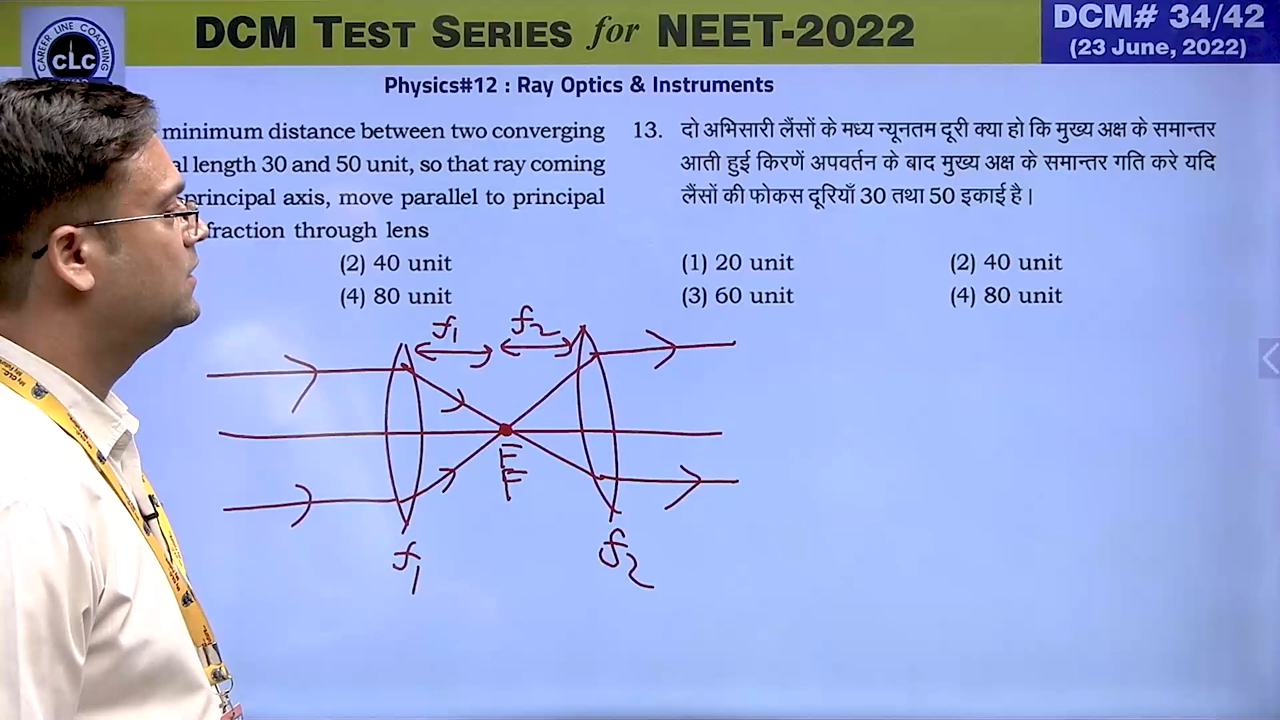 DCM TEST SERIES for NEET-2022
DCM# 34/42
(23 June, 2022)
CAREER LINE COACHING
CLC
Physics#12 : Ray Optics & Instruments
minimum distance between two converging
al length 30 and 50 unit, so that ray coming
principal axis, move parallel to principal
fraction through lens
(2) 40 unit
(4) 80 unit
13. दो अभिसारी लैंसों के मध्य न्यूनतम दूरी क्या हो कि मुख्य अक्ष के समान्तर
आती हुई किरणें अपवर्तन के बाद मुख्य अक्ष के समान्तर गति करे यदि
लैंसों की फोकस दूरियाँ 30 तथा 50 इकाई है।
(1) 20 unit (2) 40 unit
(3) 60 unit (4) 80 unit
f1 f2
F
F
f1 f2